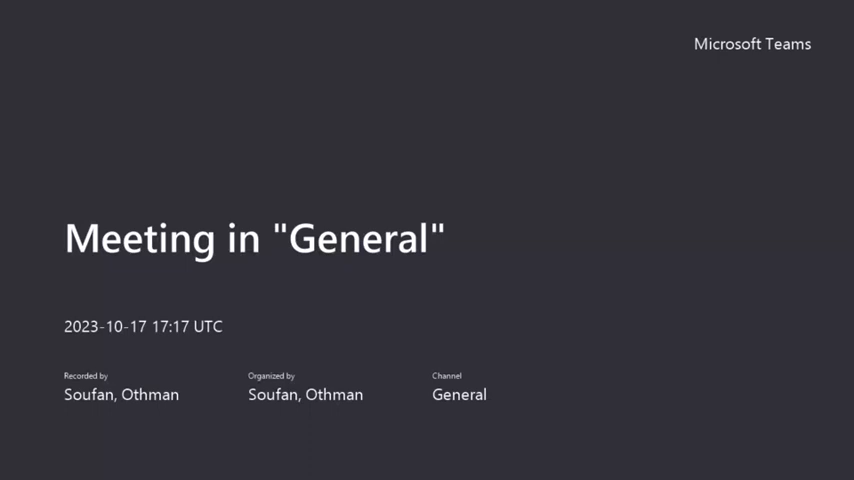 Microsoft Teams
Meeting in "General"
2023-10-17 17:17 UTC
Recorded by
Soufan, Othman
Organized by
Soufan, Othman
Channel
General